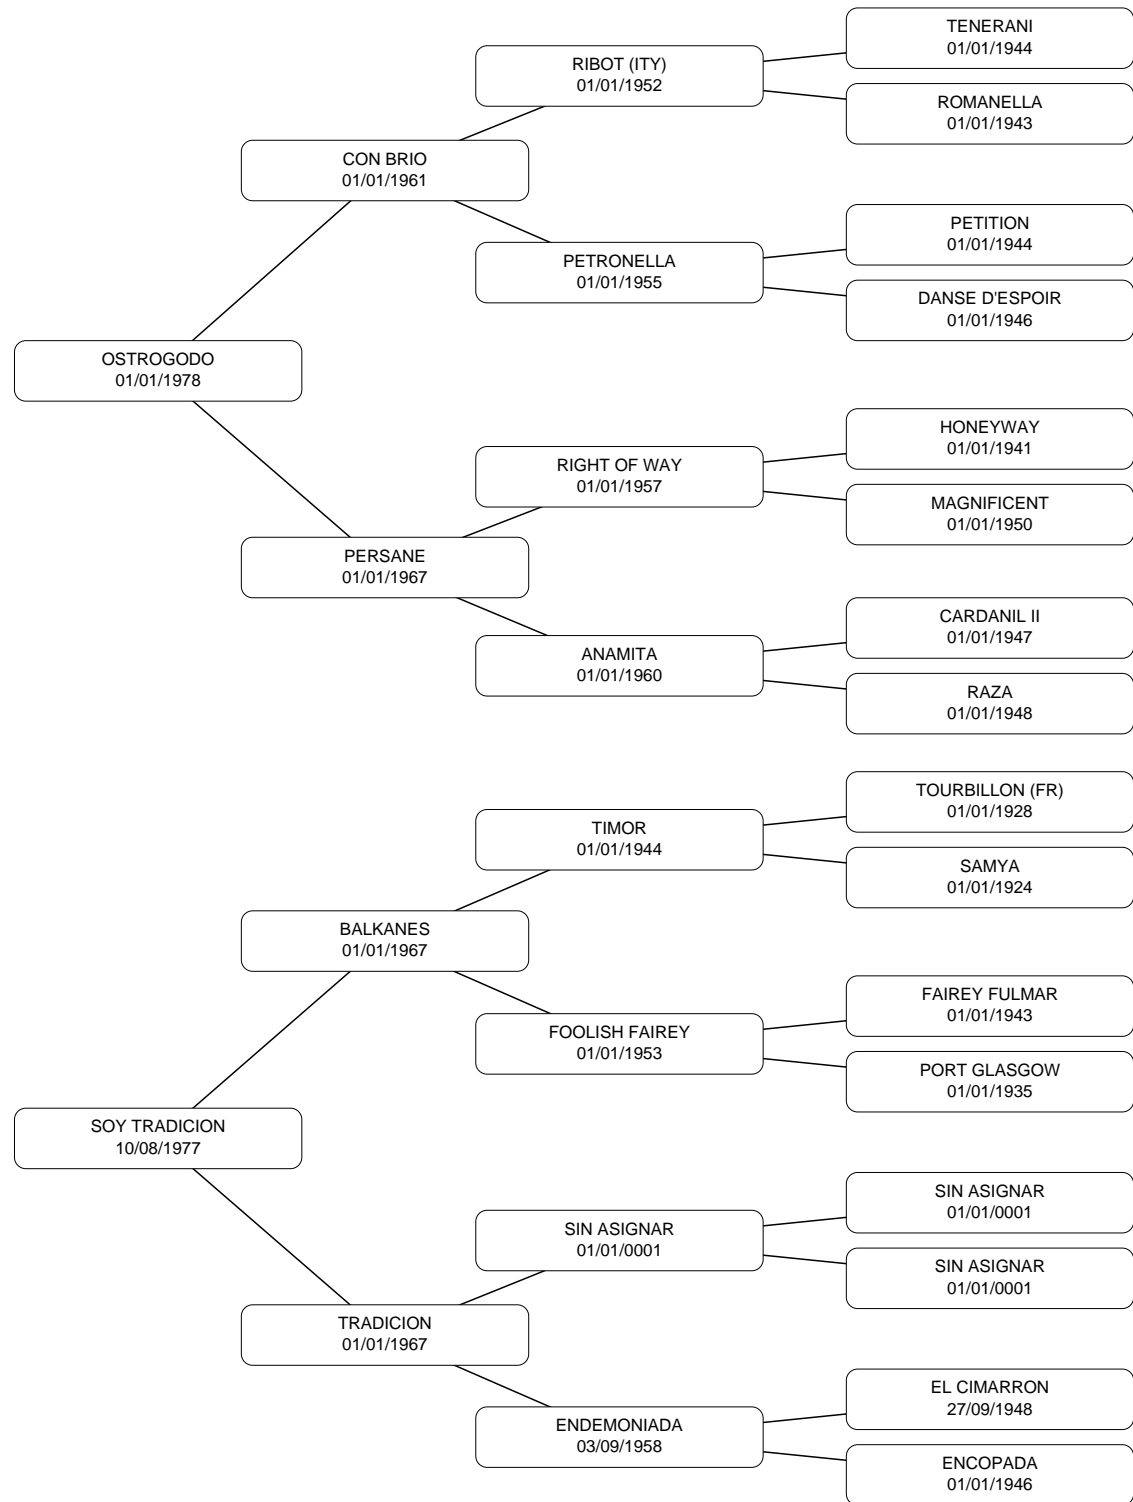 TENERANI
01/01/1944
RIBOT (ITY)
01/01/1952
ROMANELLA
01/01/1943
CON BRIO
01/01/1961
PETITION
01/01/1944
PETRONELLA
01/01/1955
DANSE D'ESPOIR
01/01/1946
OSTROGODO
01/01/1978
HONEYWAY
01/01/1941
RIGHT OF WAY
01/01/1957
MAGNIFICENT
01/01/1950
PERSANE
01/01/1967
CARDANIL II
01/01/1947
ANAMITA
01/01/1960
RAZA
01/01/1948
TOURBILLON (FR)
01/01/1928
TIMOR
01/01/1944
SAMYA
01/01/1924
BALKANES
01/01/1967
FAIREY FULMAR
01/01/1943
FOOLISH FAIREY
01/01/1953
PORT GLASGOW
01/01/1935
SOY TRADICION
10/08/1977
SIN ASIGNAR
01/01/0001
SIN ASIGNAR
01/01/0001
SIN ASIGNAR
01/01/0001
TRADICION
01/01/1967
EL CIMARRON
27/09/1948
ENDEMONIADA
03/09/1958
ENCOPADA
01/01/1946